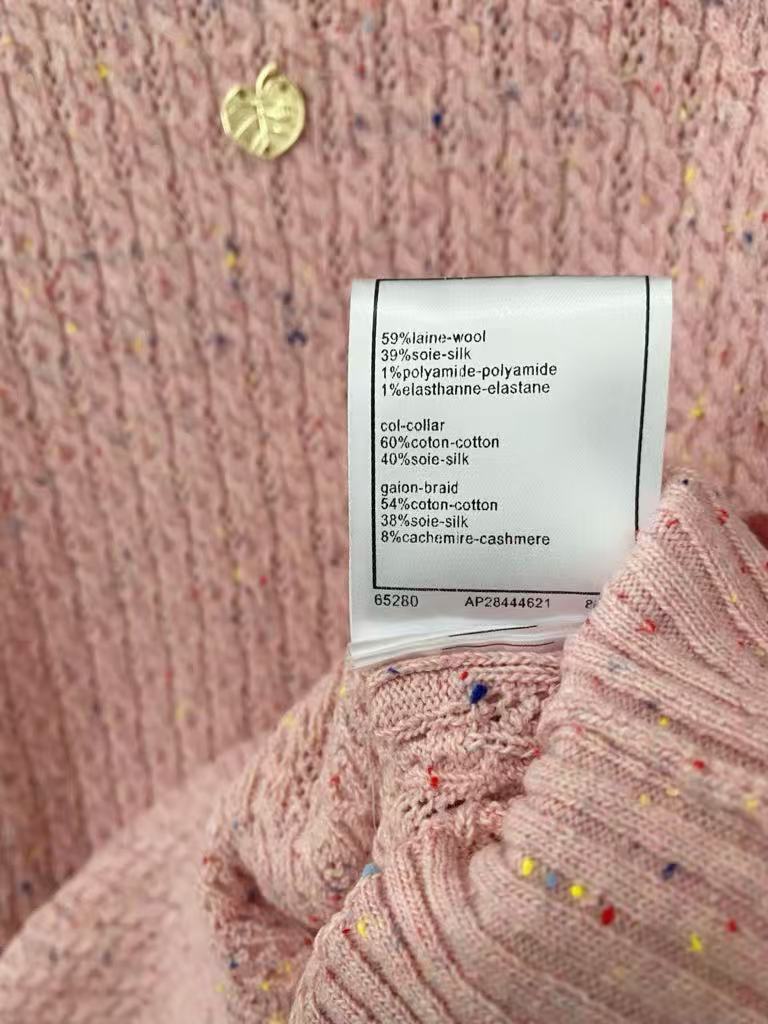 59%laine-wool
39%soie-silk
1%polyamide-polyamide
1%elasthanne-elastane
col-collar
60%coton-cotton
40%soie-silk
gaion-braid
54%coton-cotton
38%soie-silk
8%cachemire-cashmere
65280 AP28444621